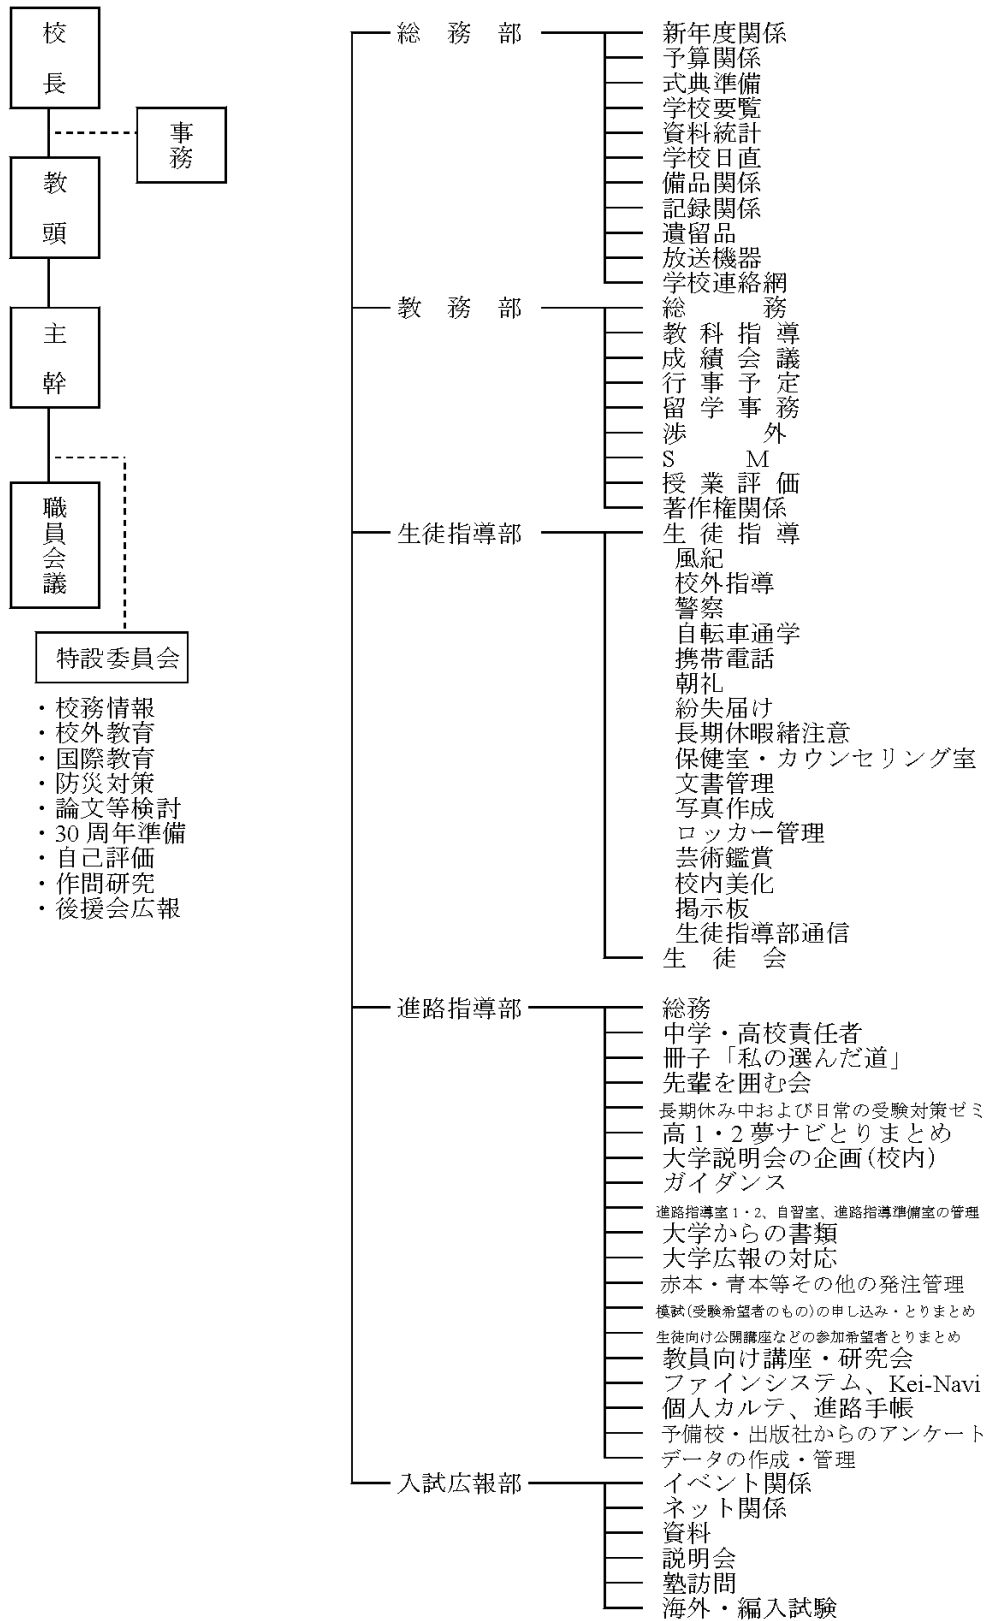 校長
事務
教頭
主幹
職員会議
特設委員会
・校務情報
・校外教育
・国際教育
・防災対策
・論文等検討
・30周年準備
・自己評価
・作問研究
・後援会広報
総務部
新年度関係
予算関係
式典準備
学校要覧
資料統計
学校日直
備品関係
記録関係
遺留品
放送機器
学校連絡網
教務部
総務
教科指導
成績会議
行事予定
留学事務
渉外
S M
授業評価
著作権関係
生徒指導部
生徒指導
風紀
校外指導
警察
自転車通学
携帯電話
朝礼
紛失届け
長期休暇緒注意
保健室・カウンセリング室
文書管理
写真作成
ロッカー管理
芸術鑑賞
校内美化
掲示板
生徒指導部通信
生徒会
進路指導部
総務
中学・高校責任者
冊子「私の選んだ道」
先輩を囲む会
長期休み中および日常の受験対策ゼミ
高1・2夢ナビとりまとめ
大学説明会の企画(校内)
ガイダンス
進路指導室1・2、自習室、進路指導準備室の管理
大学からの書類
大学広報の対応
赤本・青本等その他の発注管理
模試(受験希望者のもの)の申し込み・とりまとめ
生徒向け公開講座などの参加希望者とりまとめ
教員向け講座・研究会
ファインシステム、Kei-Navi
個人カルテ、進路手帳
予備校・出版社からのアンケート
データの作成・管理
入試広報部
イベント関係
ネット関係
資料
説明会
塾訪問
海外・編入試験